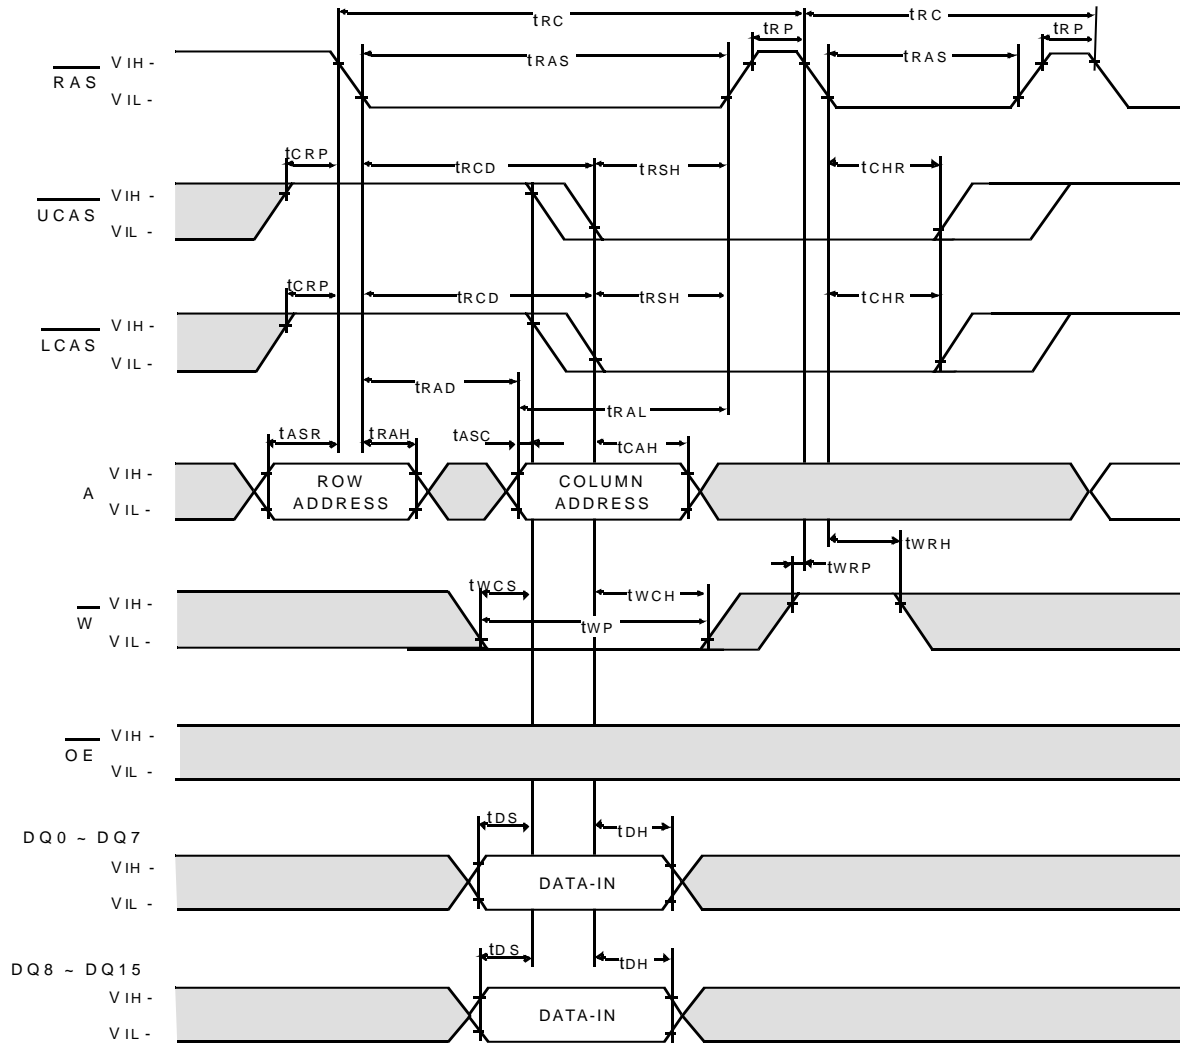 tRC tRC
tRP tRP
RAS VIH - tRAS tRAS
VIL -
tCRP tRCD tRSH tCHR
UCAS VIH -
VIL -
tCRP tRCD tRSH tCHR
LCAS VIH -
VIL -
tRAD
tRAL
tASR tRAH tASC tCAH
A VIH - ROW ADDRESS COLUMN ADDRESS
VIL -
tWRH
tWRP
tWCS tWCH
W VIH -
tWP
VIL -
OE VIH -
VIL -
tDS tDH
DQ0 ~ DQ7
VIH -
DATA-IN
VIL -
tDS tDH
DQ8 ~ DQ15
VIH -
DATA-IN
VIL -